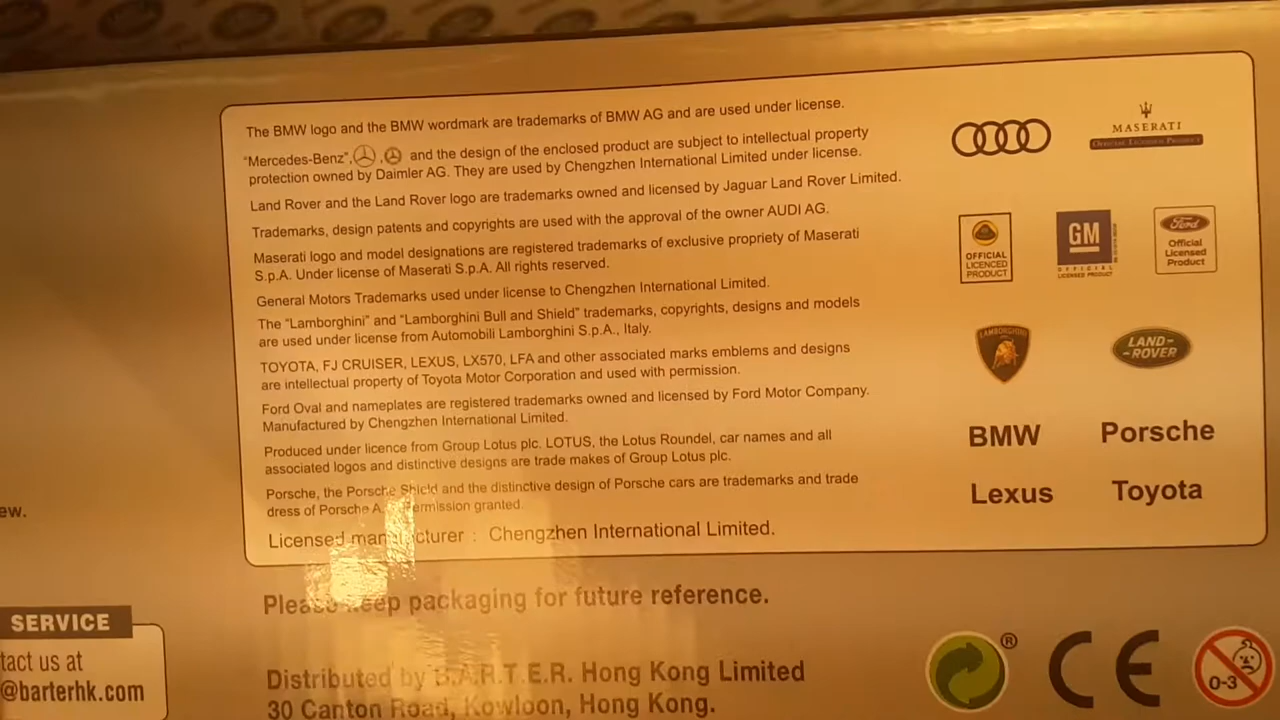 The BMW logo and the BMW wordmark are trademarks of BMW AG and are used under license.
"Mercedes-Benz", , and the design of the enclosed product are subject to intellectual property
protection owned by Daimler AG. They are used by Chengzhen International Limited under license.
Land Rover and the Land Rover logo are trademarks owned and licensed by Jaguar Land Rover Limited.
Trademarks, design patents and copyrights are used with the approval of the owner AUDI AG.
Maserati logo and model designations are registered trademarks of exclusive propriety of Maserati
S.p.A. Under license of Maserati S.p.A. All rights reserved.
General Motors Trademarks used under license to Chengzhen International Limited.
The "Lamborghini" and "Lamborghini Bull and Shield" trademarks, copyrights, designs and models
are used under license from Automobili Lamborghini S.p.A., Italy.
TOYOTA, FJ CRUISER, LEXUS, LX570, LFA and other associated marks emblems and designs
are intellectual property of Toyota Motor Corporation and used with permission.
Ford Oval and nameplates are registered trademarks owned and licensed by Ford Motor Company.
Manufactured by Chengzhen International Limited.
Produced under licence from Group Lotus plc. LOTUS, the Lotus Roundel, car names and all
associated logos and distinctive designs are trade makes of Group Lotus plc.
Porsche, the Porsche Shield and the distinctive design of Porsche cars are trademarks and trade
dress of Porsche Permission granted.
Licensed manufacturer : Chengzhen International Limited.
MASERATI
OFFICIAL LICENSED PRODUCT
OFFICIAL
LICENCED
PRODUCT
GM
OFFICIAL
LICENSED PRODUCT
Ford
Official
Licensed
Product
LAMBORGHINI
LAND-
-ROVER
BMW
Porsche
Lexus
Toyota
ew.
SERVICE
tact us at
@barterhk.com
Please keep packaging for future reference.
Distributed by B.A.R.T.E.R. Hong Kong Limited
30 Canton Road, Kowloon, Hong Kong.
®
CE
0-3